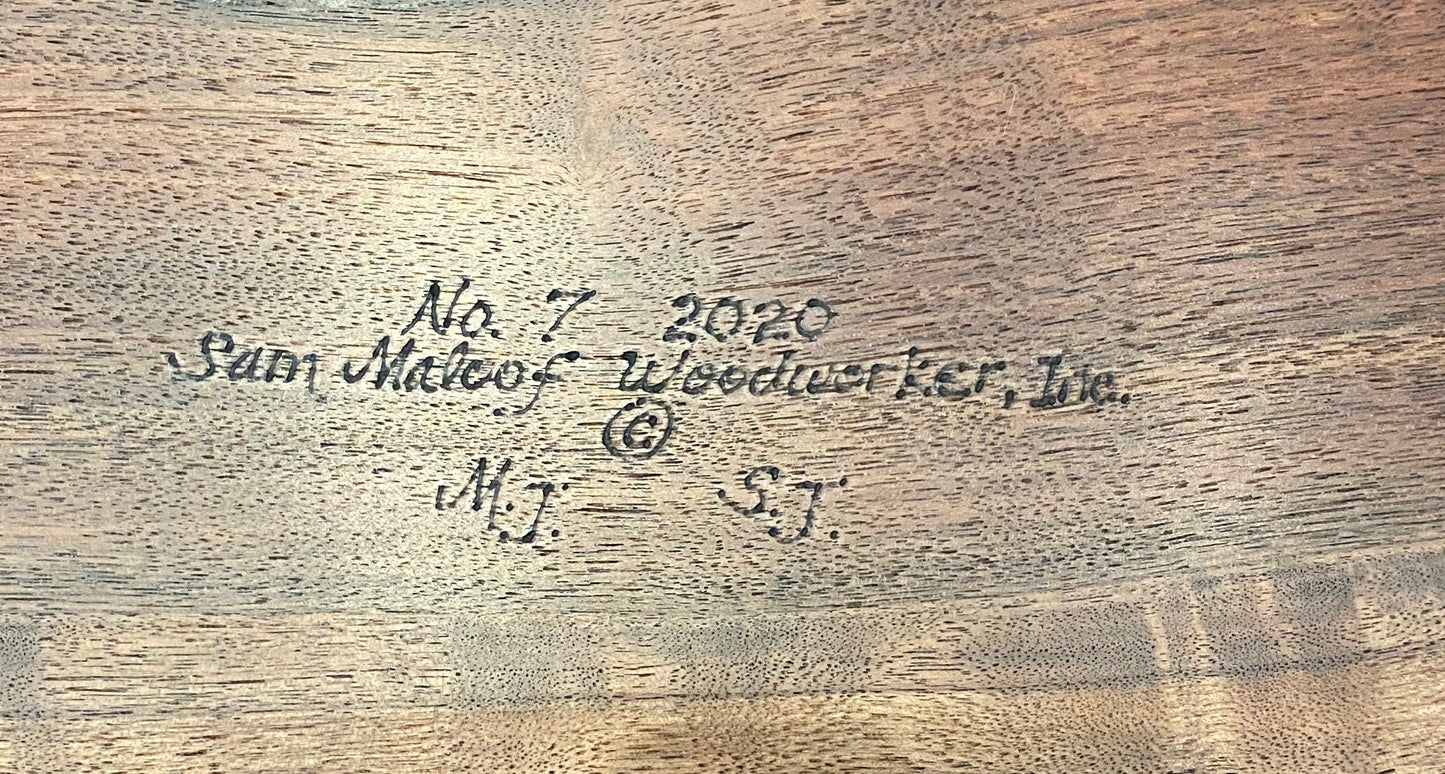 No. 7 2020
Sam Maloof Woodworker, Inc.
©
M.J. S.J.